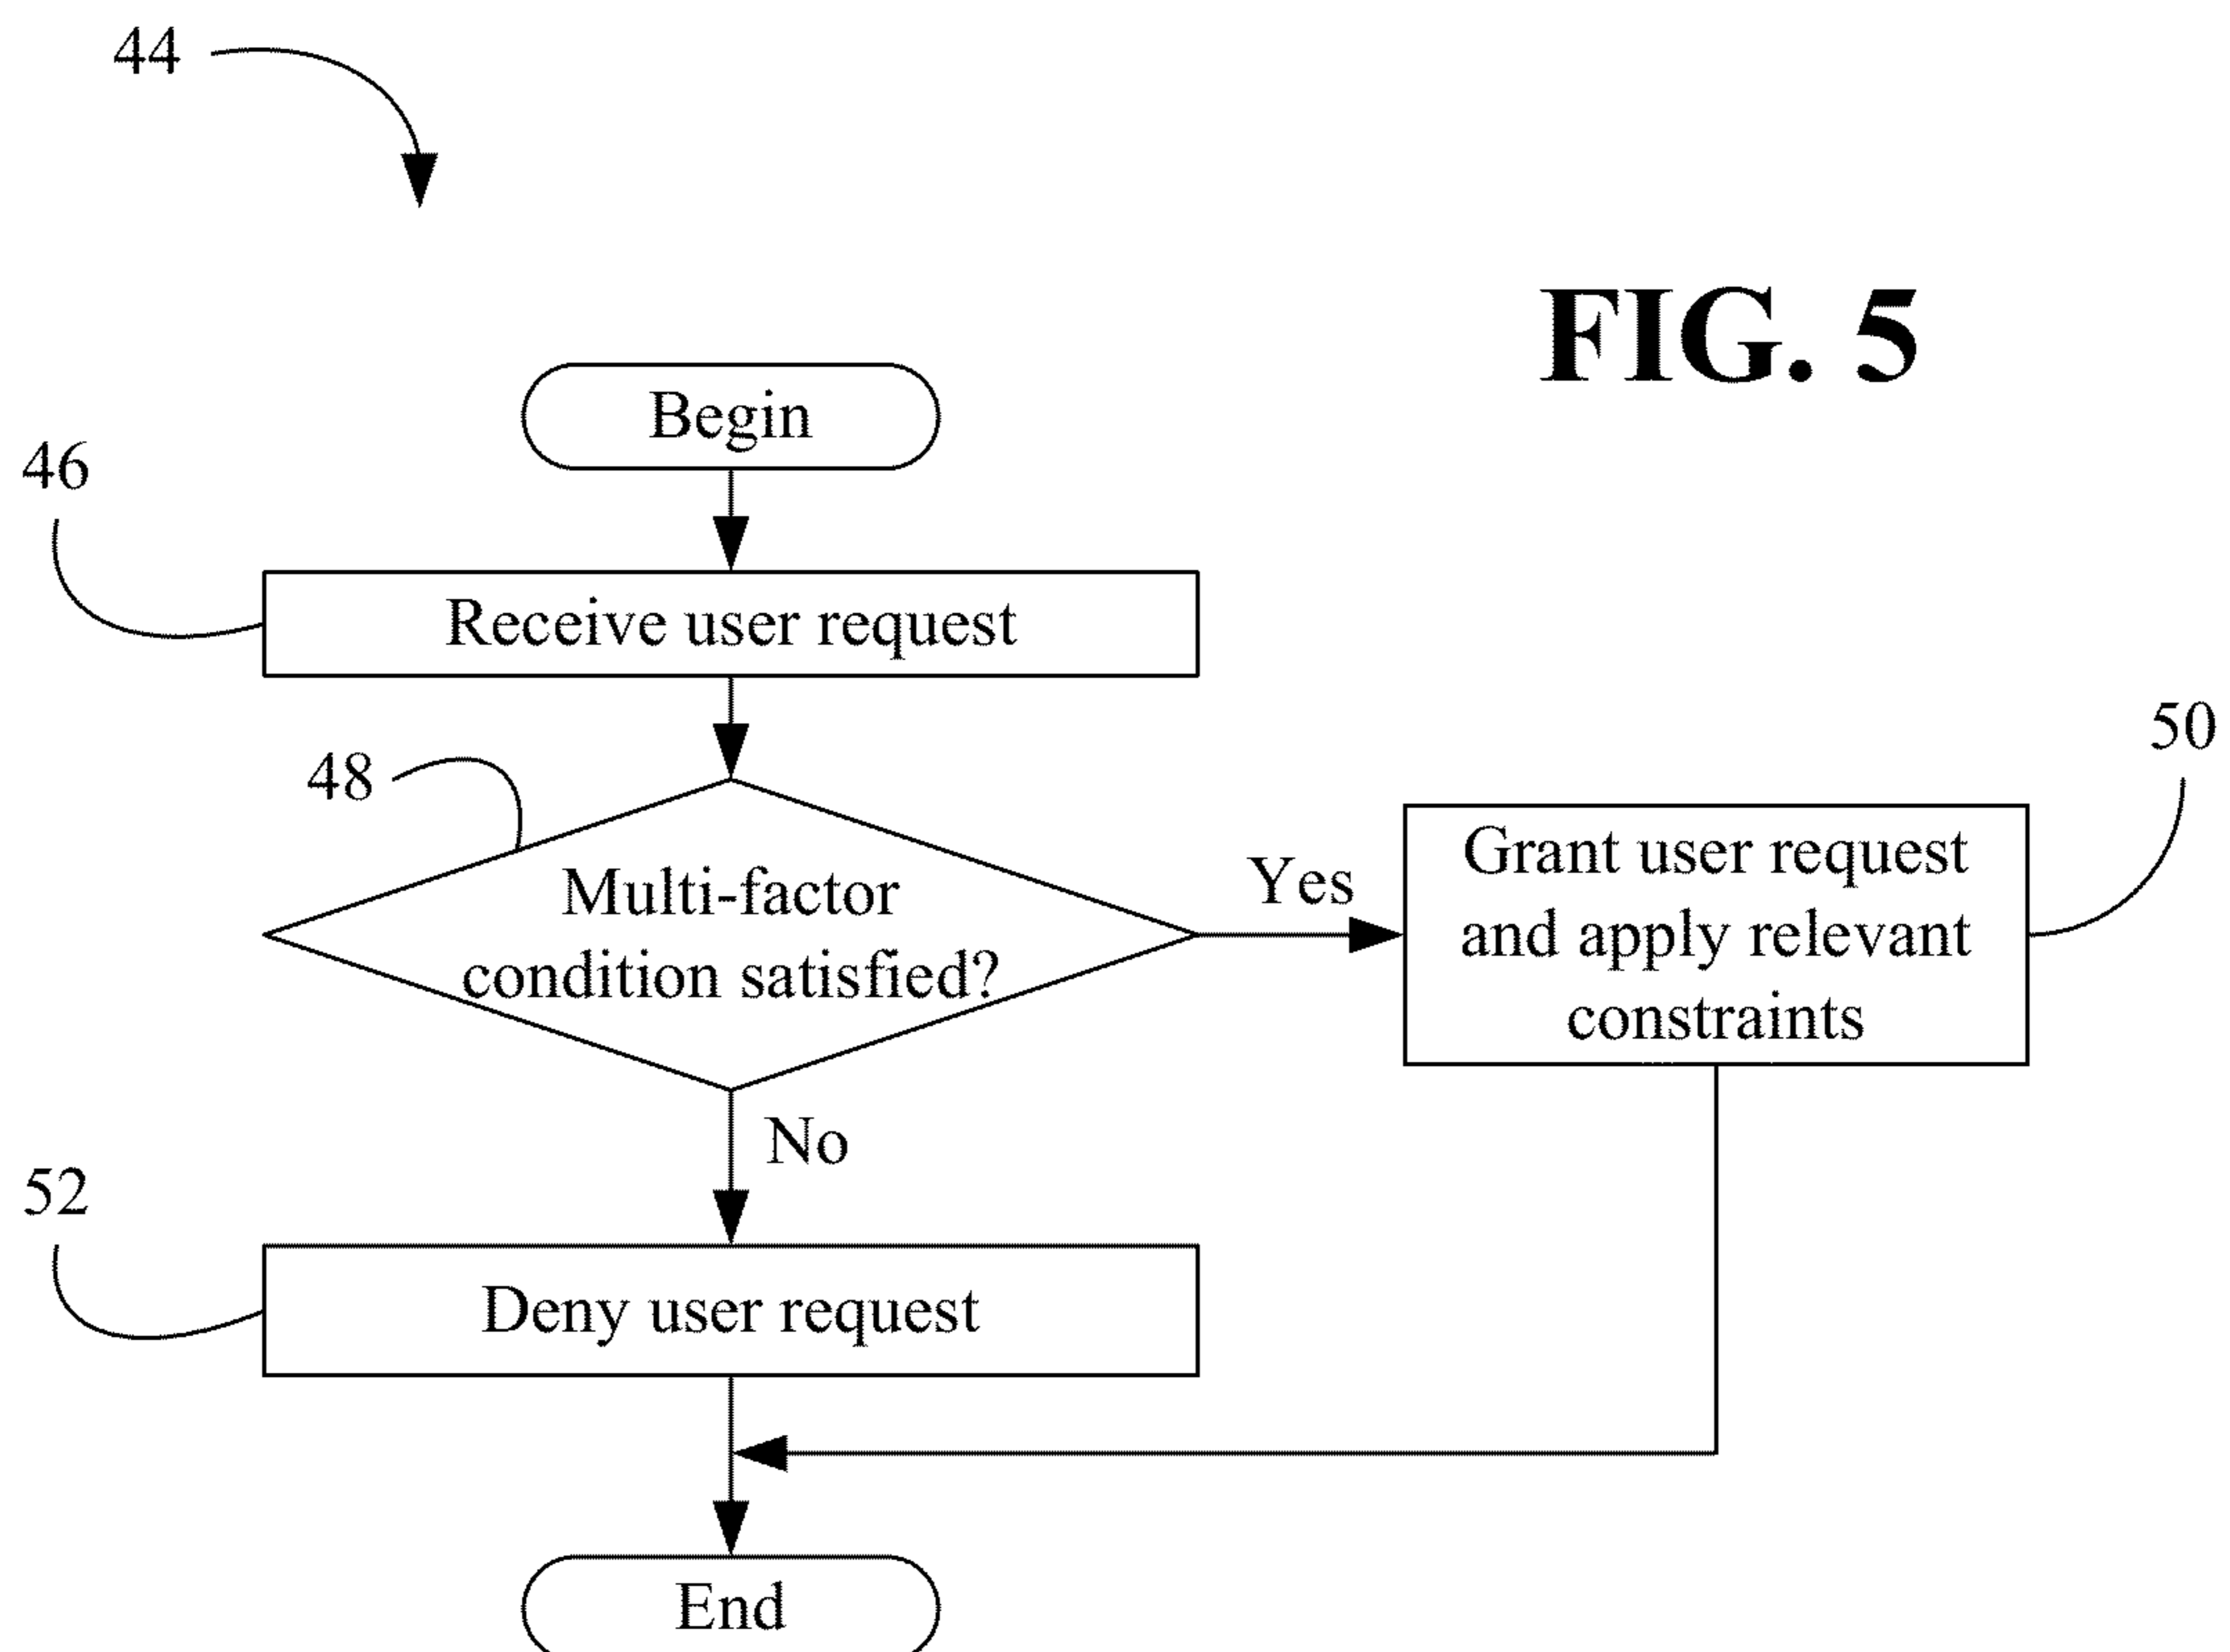 44
FIG. 5
Begin
46
Receive user request
48
Multi-factor
condition satisfied?
Yes
50
Grant user request
and apply relevant
constraints
No
52
Deny user request
End